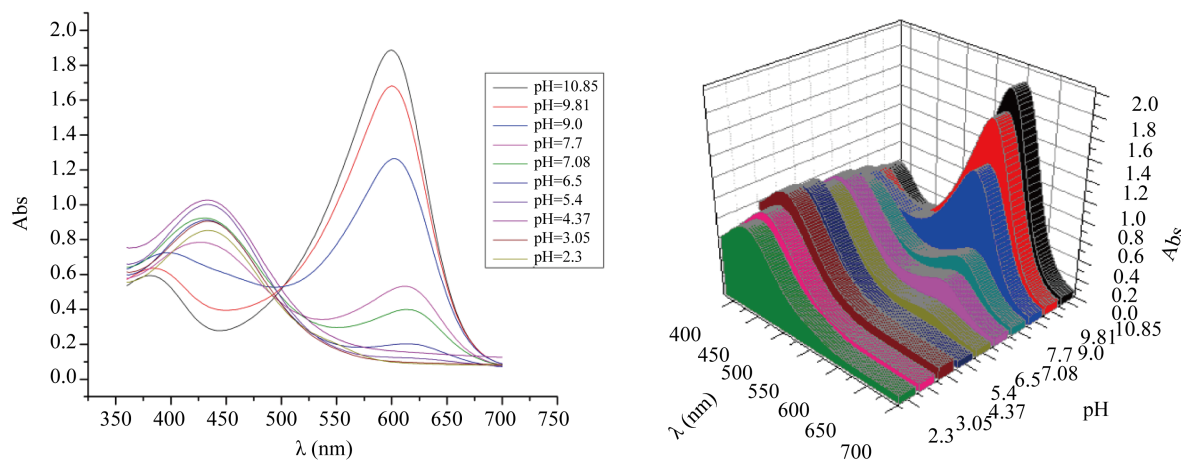 2.0
1.8
1.6
1.4
1.2
1.0
0.8
0.6
0.4
0.2
0.0
Abs
350 400 450 500 550 600 650 700 750
λ (nm)
pH=10.85
pH=9.81
pH=9.0
pH=7.7
pH=7.08
pH=6.5
pH=5.4
pH=4.37
pH=3.05
pH=2.3
2.0
1.8
1.6
1.4
1.2
1.0
0.8
0.6
0.4
0.2
0.0
Abs
400
450
500
550
600
650
700
λ (nm)
2.3
3.05
4.37
5.4
6.5
7.08
7.7
9.0
9.81
10.85
pH